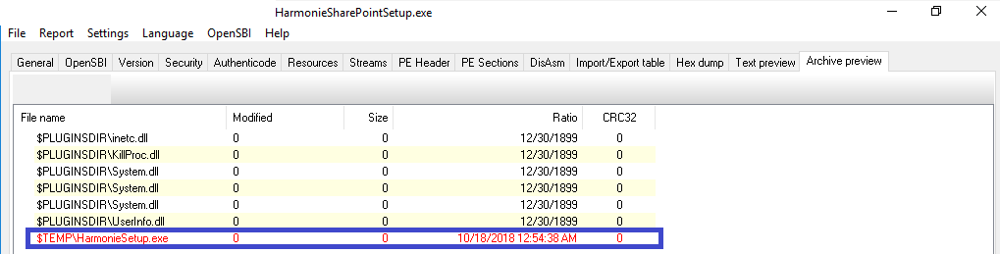 HarmonieSharePointSetup.exe
File Report Settings Language OpenSBI Help
General OpenSBI Version Security Authenticode Resources Streams PE Header PE Sections DisAsm Import/Export table Hex dump Text preview Archive preview
File name Modified Size Ratio CRC32
$PLUGINSDIR\inetc.dll 0 0 12/30/1899 0
$PLUGINSDIR\KillProc.dll 0 0 12/30/1899 0
$PLUGINSDIR\System.dll 0 0 12/30/1899 0
$PLUGINSDIR\System.dll 0 0 12/30/1899 0
$PLUGINSDIR\System.dll 0 0 12/30/1899 0
$PLUGINSDIR\UserInfo.dll 0 0 12/30/1899 0
$TEMP\HarmonieSetup.exe 0 0 10/18/2018 12:54:38 AM 0